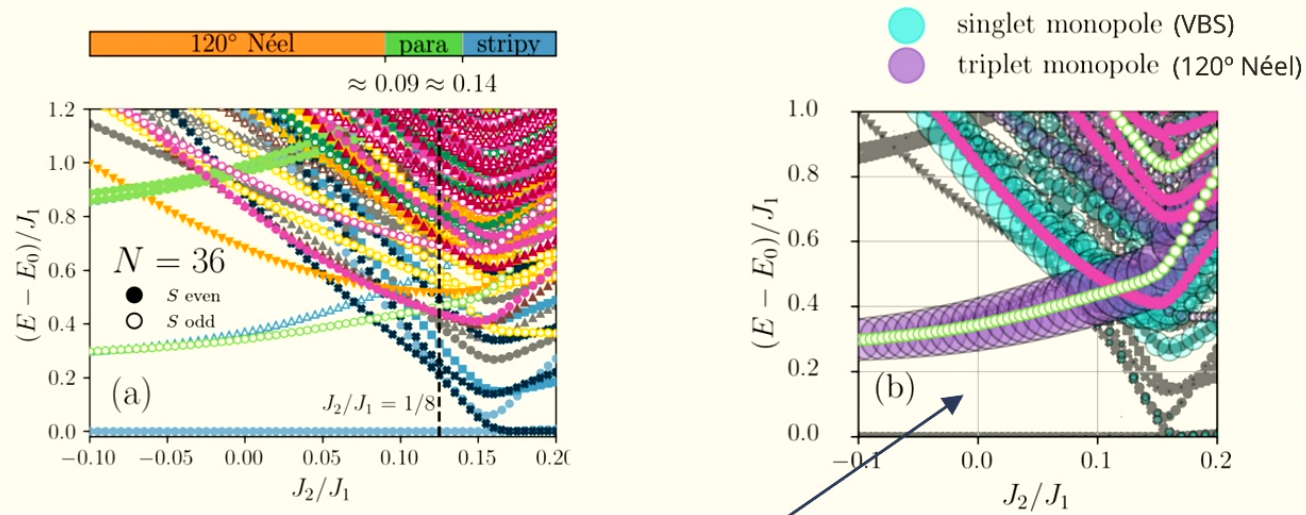 120° Néel para stripy
≈ 0.09 ≈ 0.14
singlet monopole (VBS)
triplet monopole (120º Néel)
(E − E₀)/J₁
1.2
1.0
0.8
0.6
0.4
0.2
0.0
N = 36
S even
S odd
(a)
J₂/J₁ = 1/8
−0.10 −0.05 0.00 0.05 0.10 0.15 0.20
J₂/J₁
(E − E₀)/J₁
1.0
0.8
0.6
0.4
0.2
0.0
(b)
−0.1 0.0 0.1 0.2
J₂/J₁